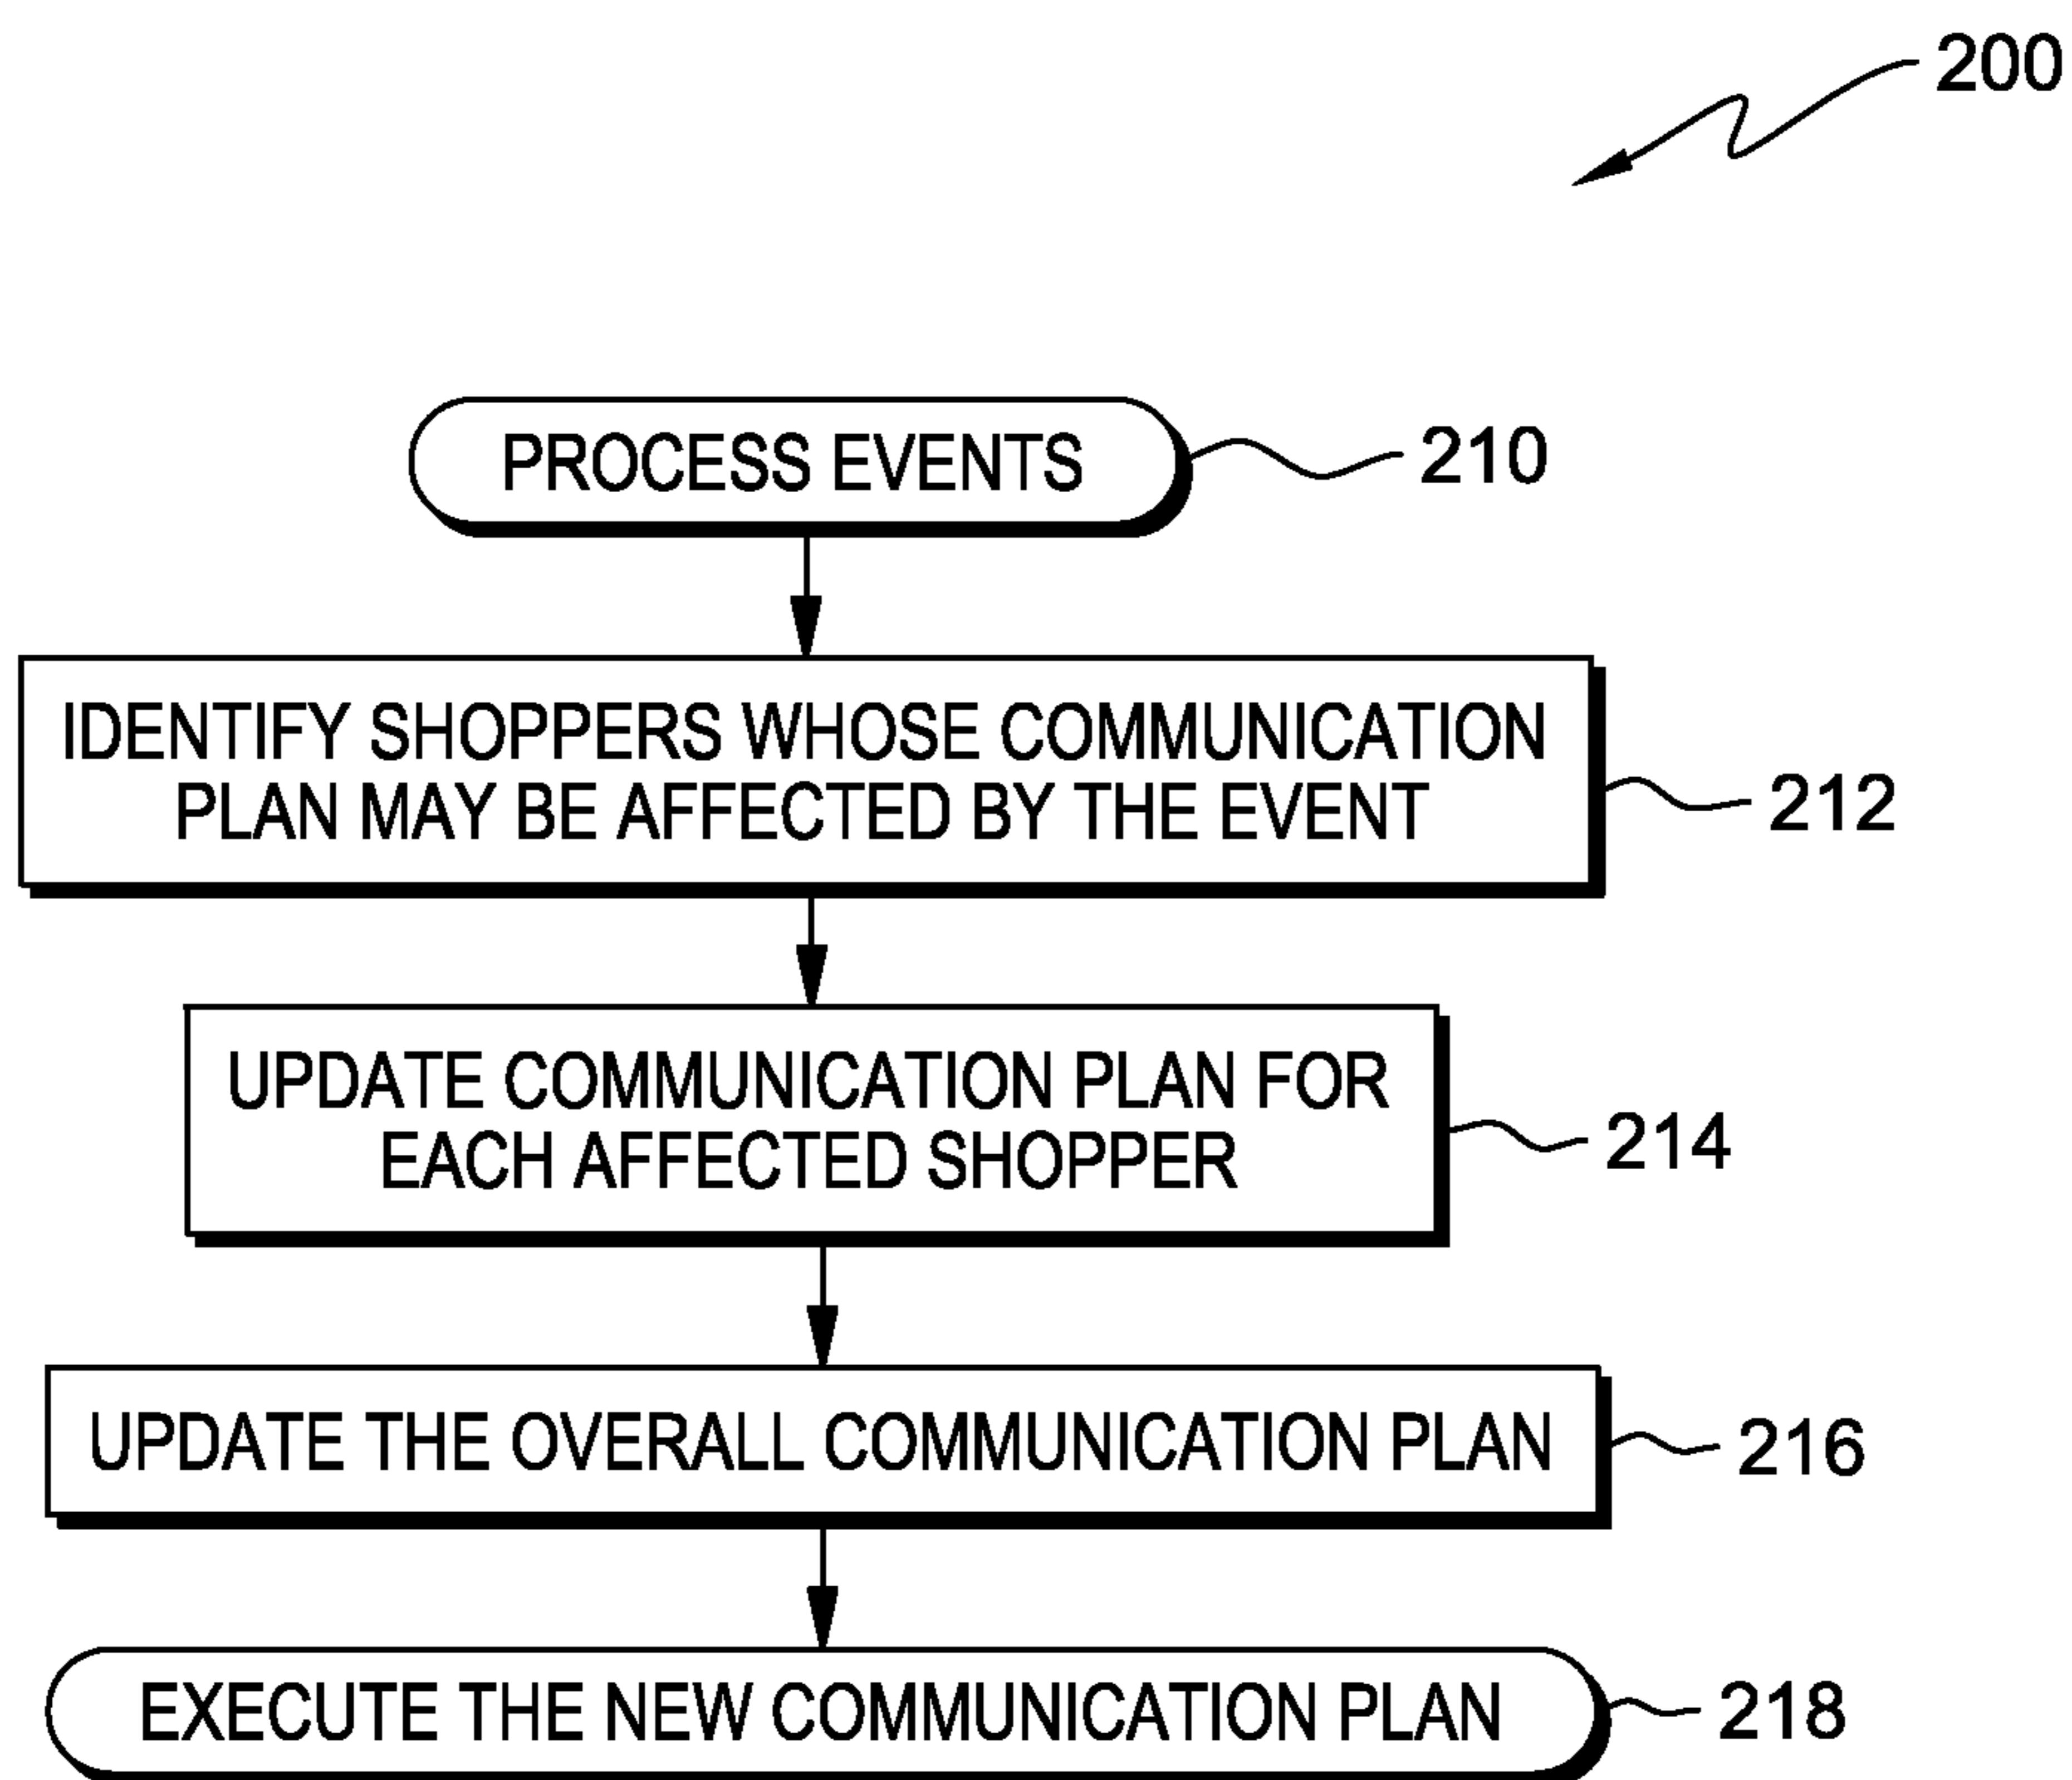 200
PROCESS EVENTS
210
IDENTIFY SHOPPERS WHOSE COMMUNICATION
PLAN MAY BE AFFECTED BY THE EVENT
212
UPDATE COMMUNICATION PLAN FOR
EACH AFFECTED SHOPPER
214
UPDATE THE OVERALL COMMUNICATION PLAN
216
EXECUTE THE NEW COMMUNICATION PLAN
218